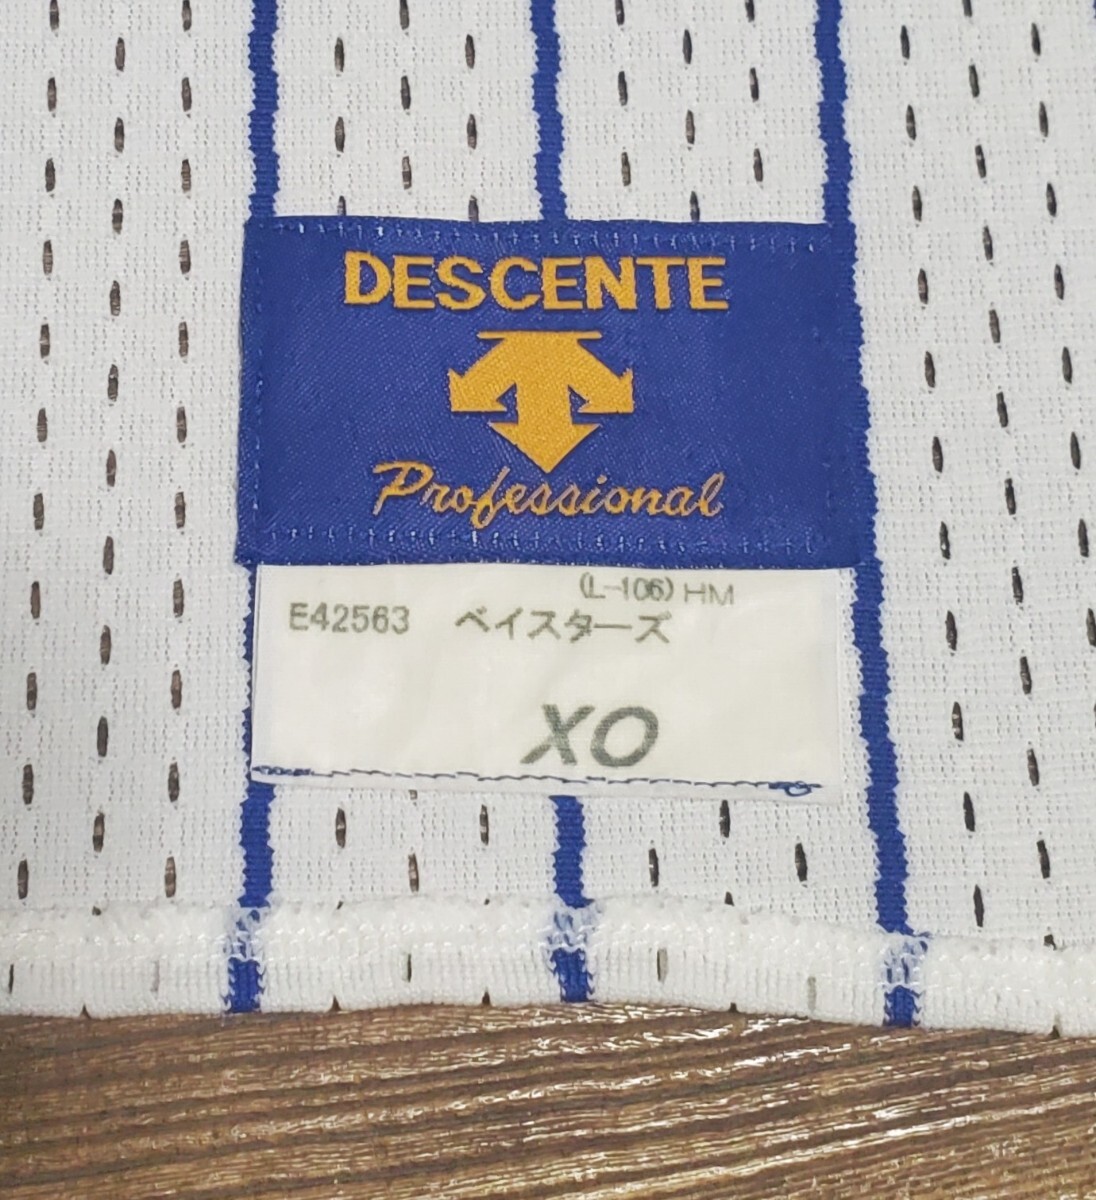 DESCENTE
Professional
(L-106) HM
E42563 ベイスターズ
XO